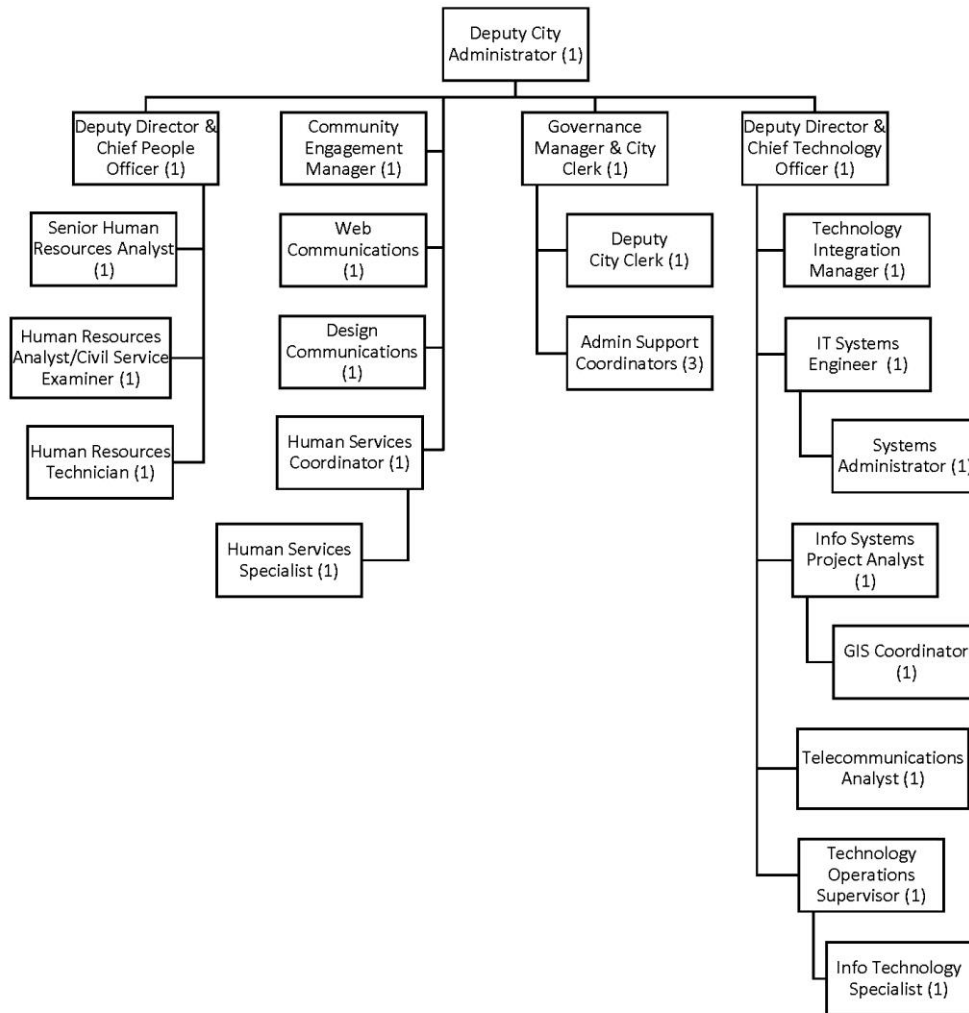 Deputy City
Administrator (1)
Deputy Director &
Chief People
Officer (1)
Community
Engagement
Manager (1)
Governance
Manager & City
Clerk (1)
Deputy Director &
Chief Technology
Officer (1)
Senior Human
Resources Analyst
(1)
Web
Communications
(1)
Deputy
City Clerk (1)
Technology
Integration
Manager (1)
Human Resources
Analyst/Civil Service
Examiner (1)
Design
Communications
(1)
Admin Support
Coordinators (3)
IT Systems
Engineer (1)
Human Resources
Technician (1)
Human Services
Coordinator (1)
Systems
Administrator (1)
Human Services
Specialist (1)
Info Systems
Project Analyst
(1)
GIS Coordinator
(1)
Telecommunications
Analyst (1)
Technology
Operations
Supervisor (1)
Info Technology
Specialist (1)